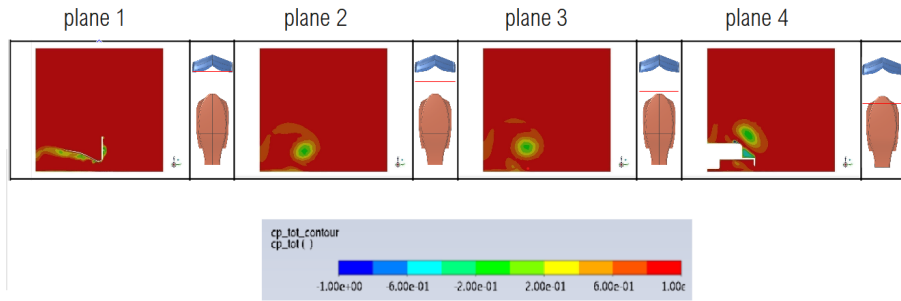 plane 1 plane 2 plane 3 plane 4
cp_tot_contour
cp_tot ( )
-1.00e+00 -6.00e-01 -2.00e-01 2.00e-01 6.00e-01 1.00e